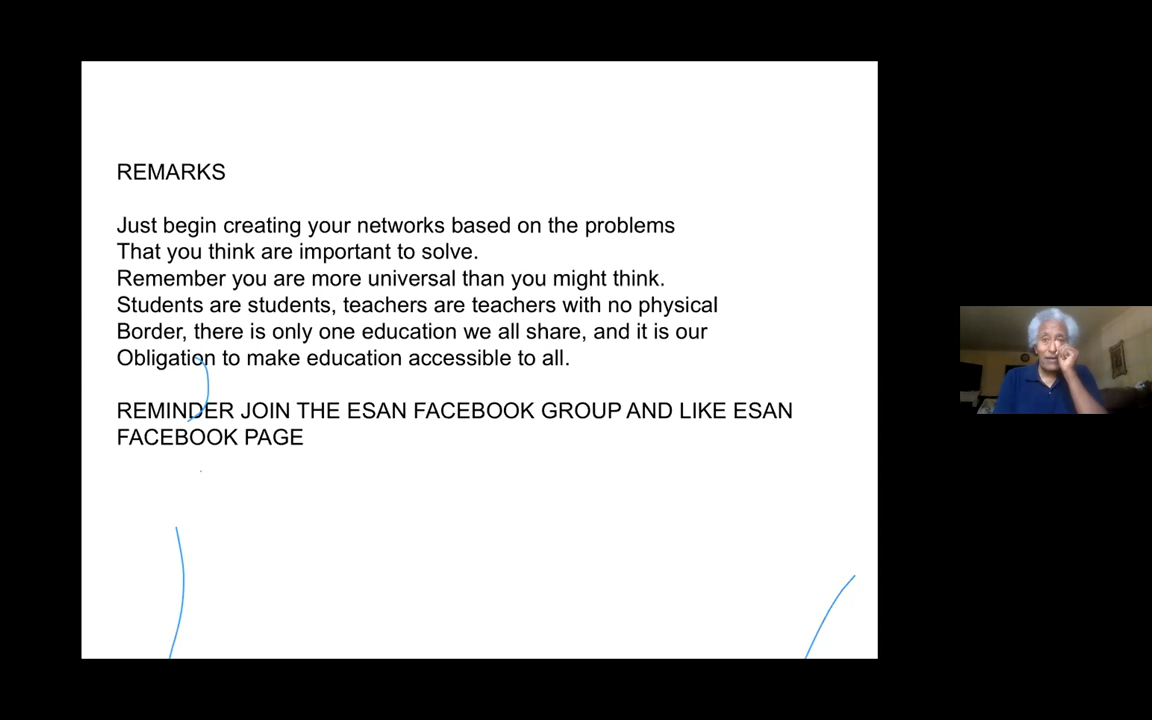 REMARKS
Just begin creating your networks based on the problems
That you think are important to solve.
Remember you are more universal than you might think.
Students are students, teachers are teachers with no physical
Border, there is only one education we all share, and it is our
Obligation to make education accessible to all.
REMINDER JOIN THE ESAN FACEBOOK GROUP AND LIKE ESAN
FACEBOOK PAGE